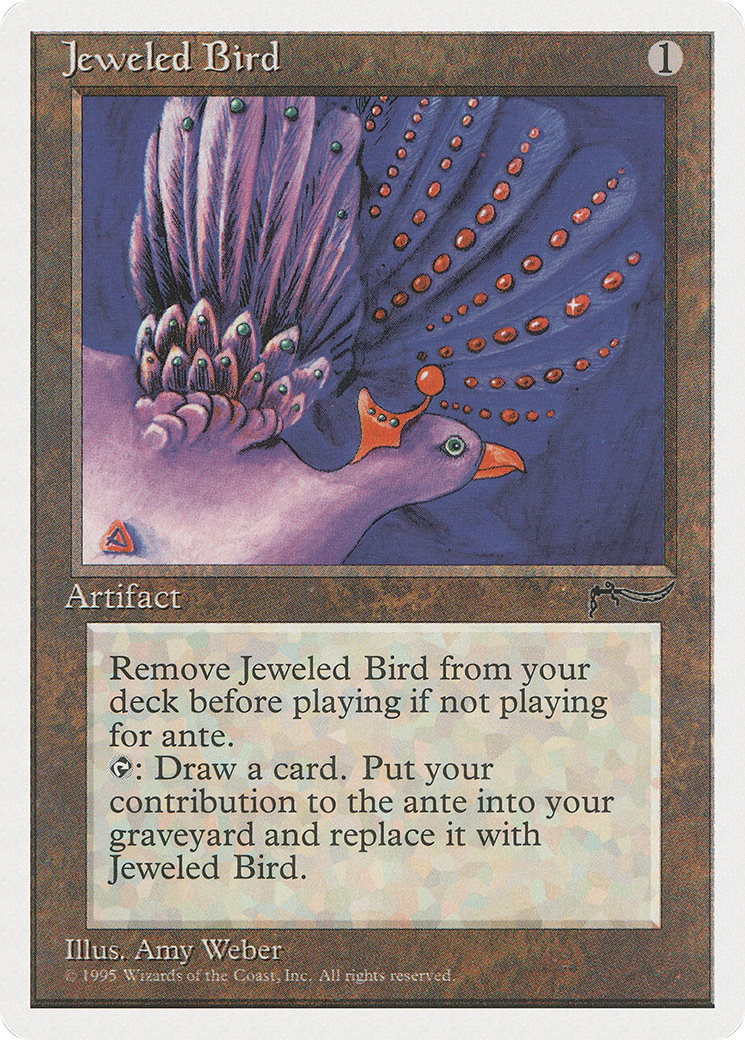 Jeweled Bird
1
Artifact
Remove Jeweled Bird from your
deck before playing if not playing
for ante.
: Draw a card. Put your
contribution to the ante into your
graveyard and replace it with
Jeweled Bird.
Illus. Amy Weber
© 1995 Wizards of the Coast, Inc. All rights reserved.